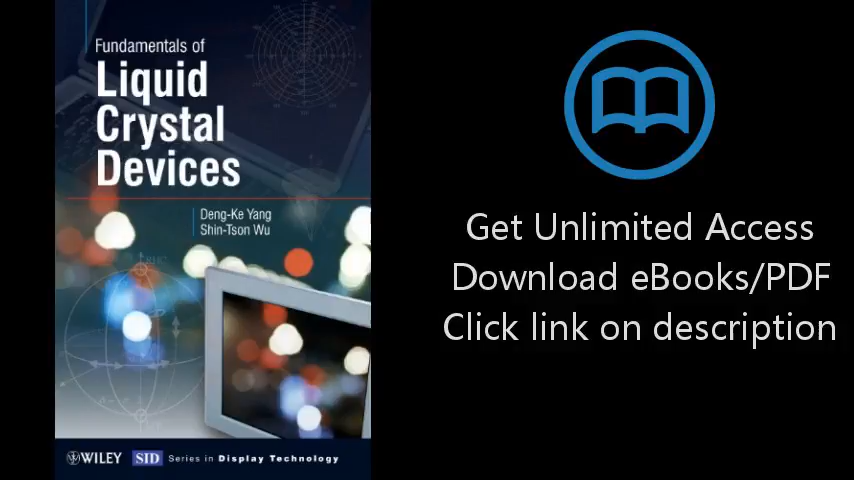 Fundamentals of
Liquid
Crystal
Devices
Deng-Ke Yang
Shin-Tson Wu
WILEY SID Series in Display Technology
Get Unlimited Access
Download eBooks/PDF
Click link on description